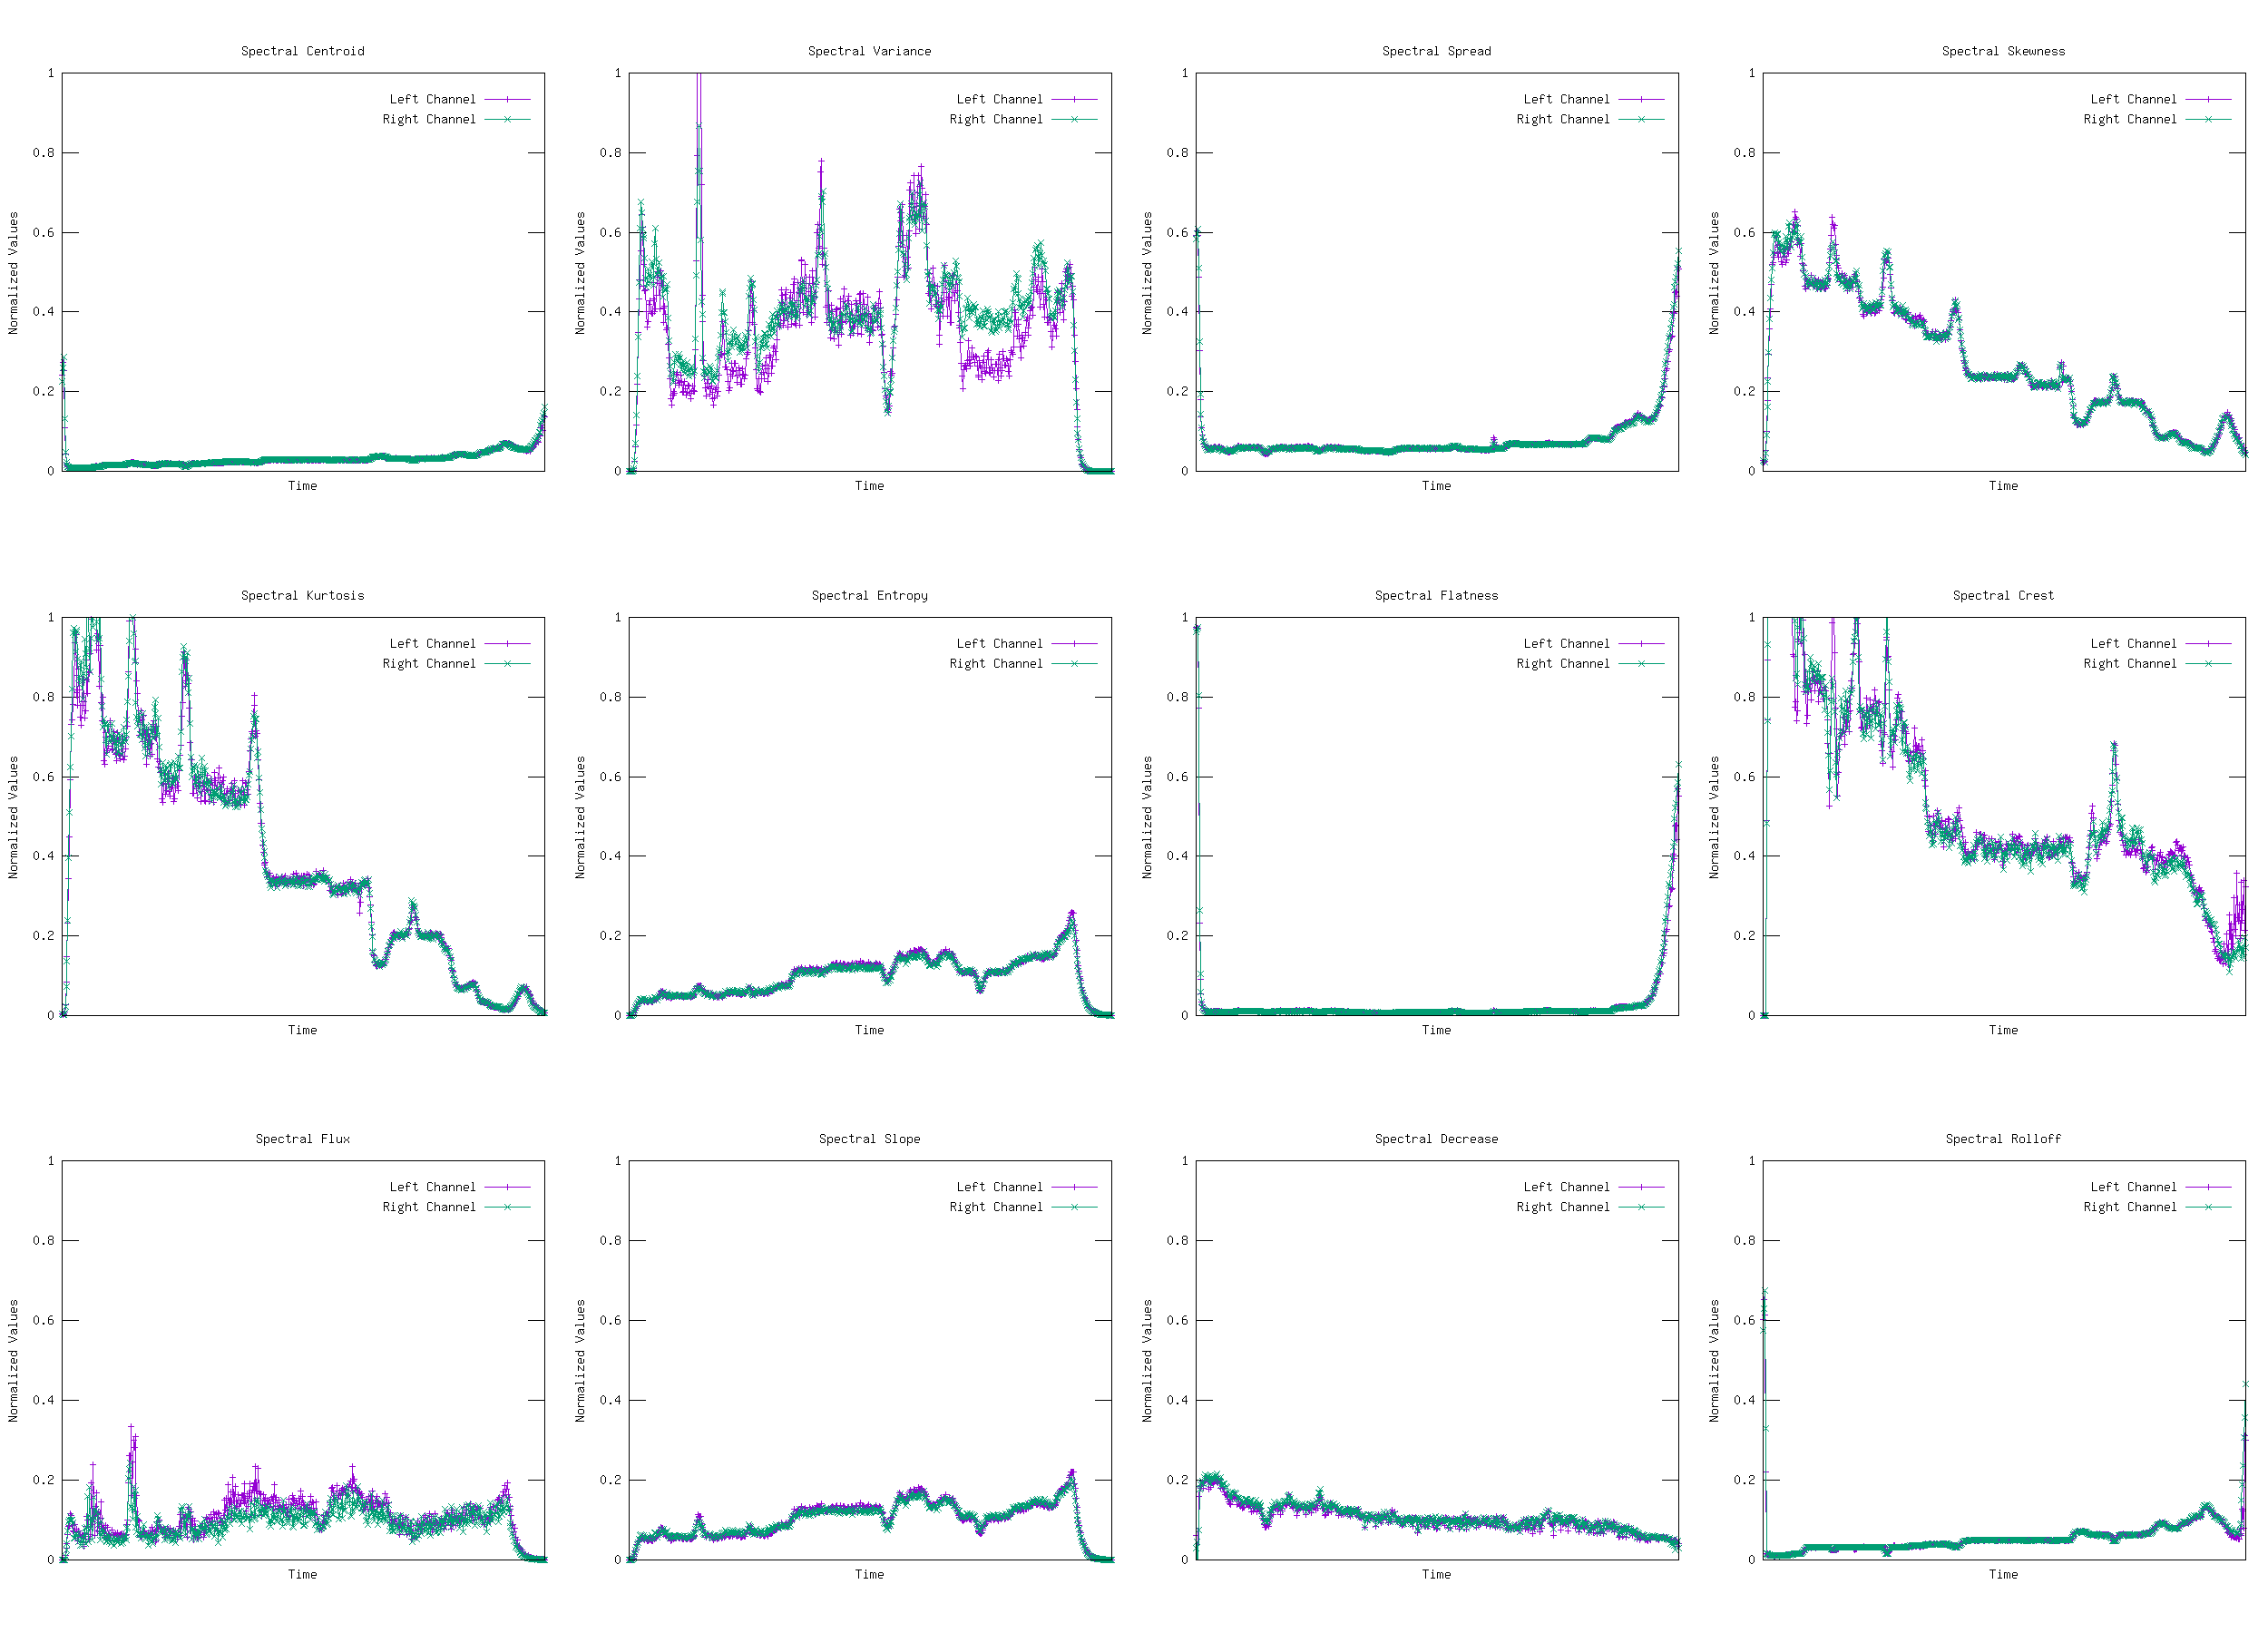 Spectral Centroid
1
0.8
0.6
0.4
0.2
0
Normalized Values
Time
Left Channel
Right Channel
Spectral Variance
1
0.8
0.6
0.4
0.2
0
Normalized Values
Time
Left Channel
Right Channel
Spectral Spread
1
0.8
0.6
0.4
0.2
0
Normalized Values
Time
Left Channel
Right Channel
Spectral Skewness
1
0.8
0.6
0.4
0.2
0
Normalized Values
Time
Left Channel
Right Channel
Spectral Kurtosis
1
0.8
0.6
0.4
0.2
0
Normalized Values
Time
Left Channel
Right Channel
Spectral Entropy
1
0.8
0.6
0.4
0.2
0
Normalized Values
Time
Left Channel
Right Channel
Spectral Flatness
1
0.8
0.6
0.4
0.2
0
Normalized Values
Time
Left Channel
Right Channel
Spectral Crest
1
0.8
0.6
0.4
0.2
0
Normalized Values
Time
Left Channel
Right Channel
Spectral Flux
1
0.8
0.6
0.4
0.2
0
Normalized Values
Time
Left Channel
Right Channel
Spectral Slope
1
0.8
0.6
0.4
0.2
0
Normalized Values
Time
Left Channel
Right Channel
Spectral Decrease
1
0.8
0.6
0.4
0.2
0
Normalized Values
Time
Left Channel
Right Channel
Spectral Rolloff
1
0.8
0.6
0.4
0.2
0
Normalized Values
Time
Left Channel
Right Channel